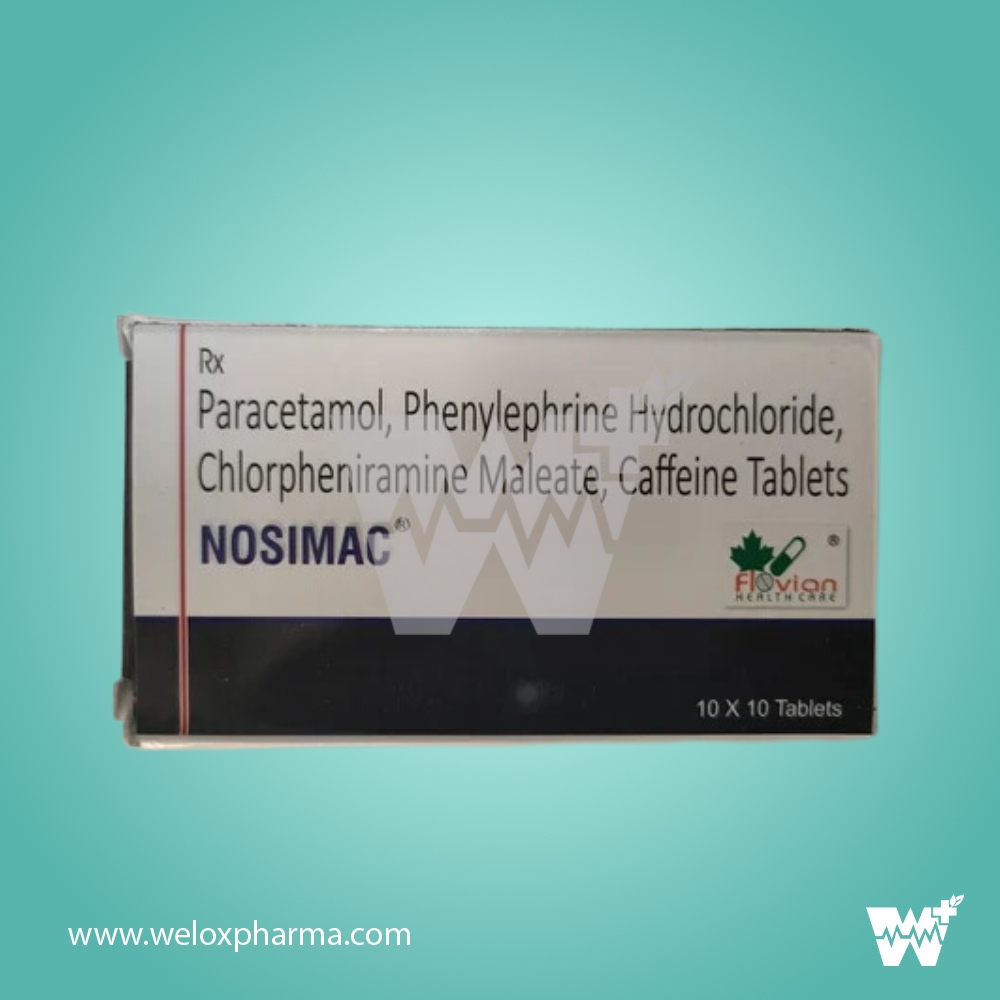 Rx
Paracetamol, Phenylephrine Hydrochloride,
Chlorpheniramine Maleate, Caffeine Tablets
NOSIMAC®
®
Flovian
HEALTH CARE
10 X 10 Tablets
www.weloxpharma.com
W+